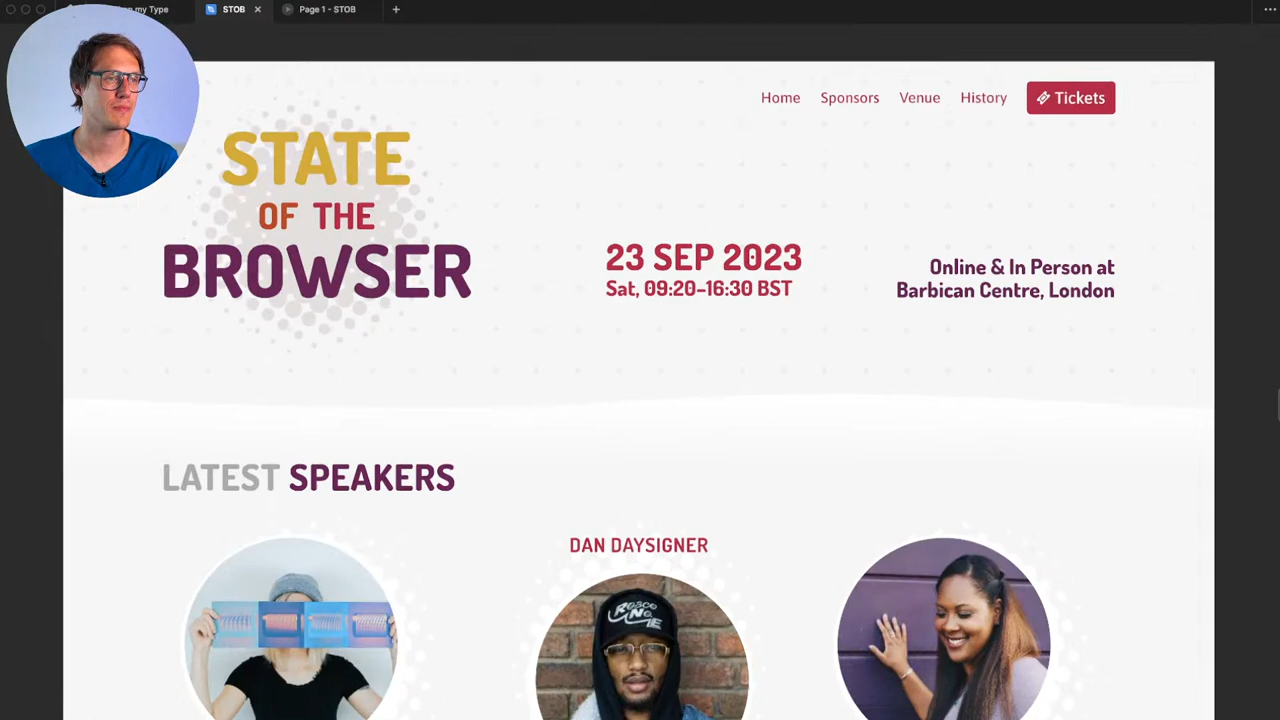 my Type
STOB
Page 1 - STOB
Home
Sponsors
Venue
History
Tickets
STATE
OF THE
BROWSER
23 SEP 2023
Sat, 09:20–16:30 BST
Online & In Person at
Barbican Centre, London
LATEST SPEAKERS
DAN DAYSIGNER